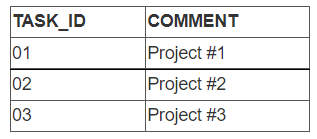 TASK_ID COMMENT
01 Project #1
02 Project #2
03 Project #3